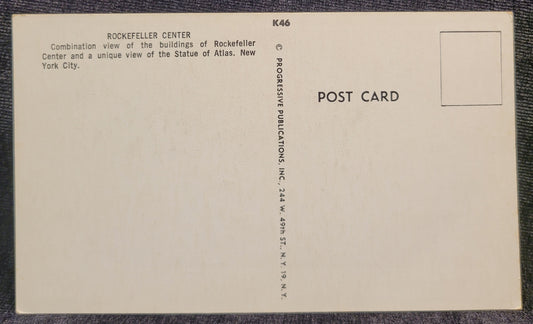 K46
ROCKEFELLER CENTER
Combination view of the buildings of Rockefeller
Center and a unique view of the Statue of Atlas. New
York City.
© PROGRESSIVE PUBLICATIONS, INC., 244 W. 49th ST., N. Y. 19, N. Y.
POST CARD